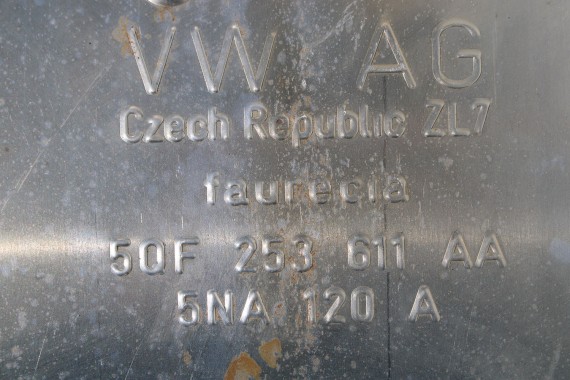 VW AG
Czech Republic ZL7
faurecia
5QF 253 611 AA
5NA 120 A